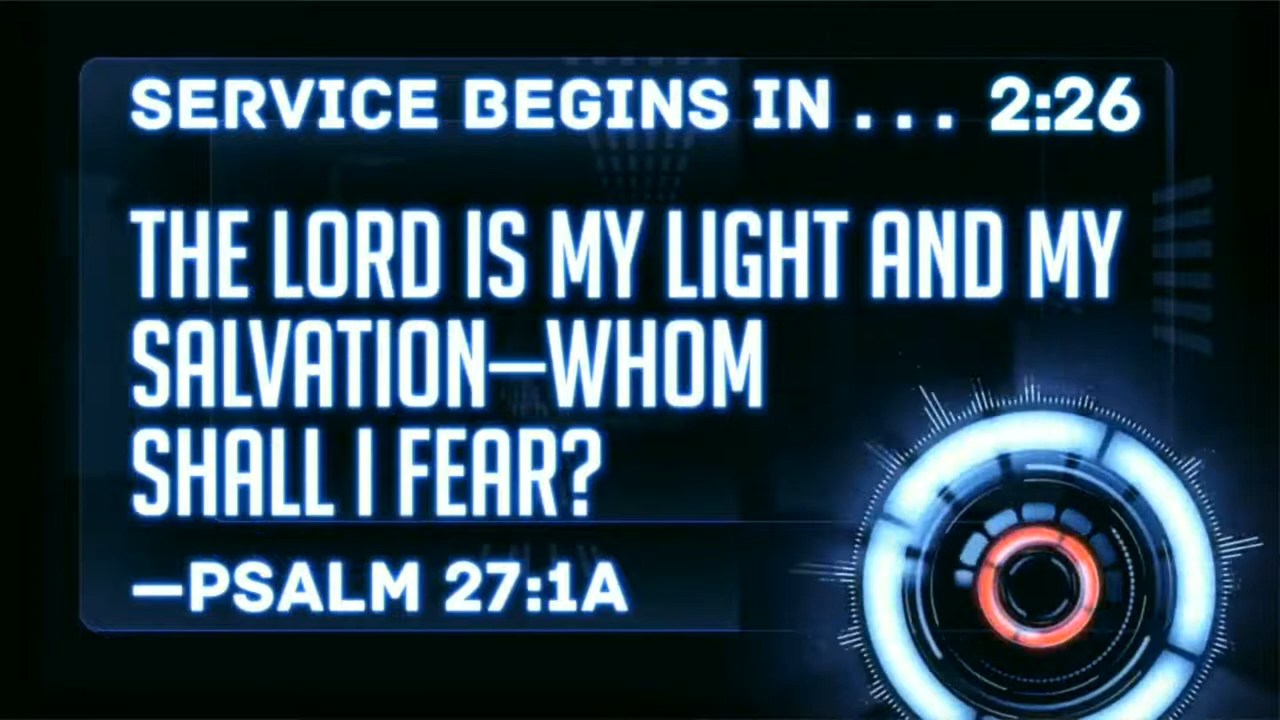 SERVICE BEGINS IN . . . 2:26
THE LORD IS MY LIGHT AND MY
SALVATION—WHOM
SHALL I FEAR?
—PSALM 27:1A